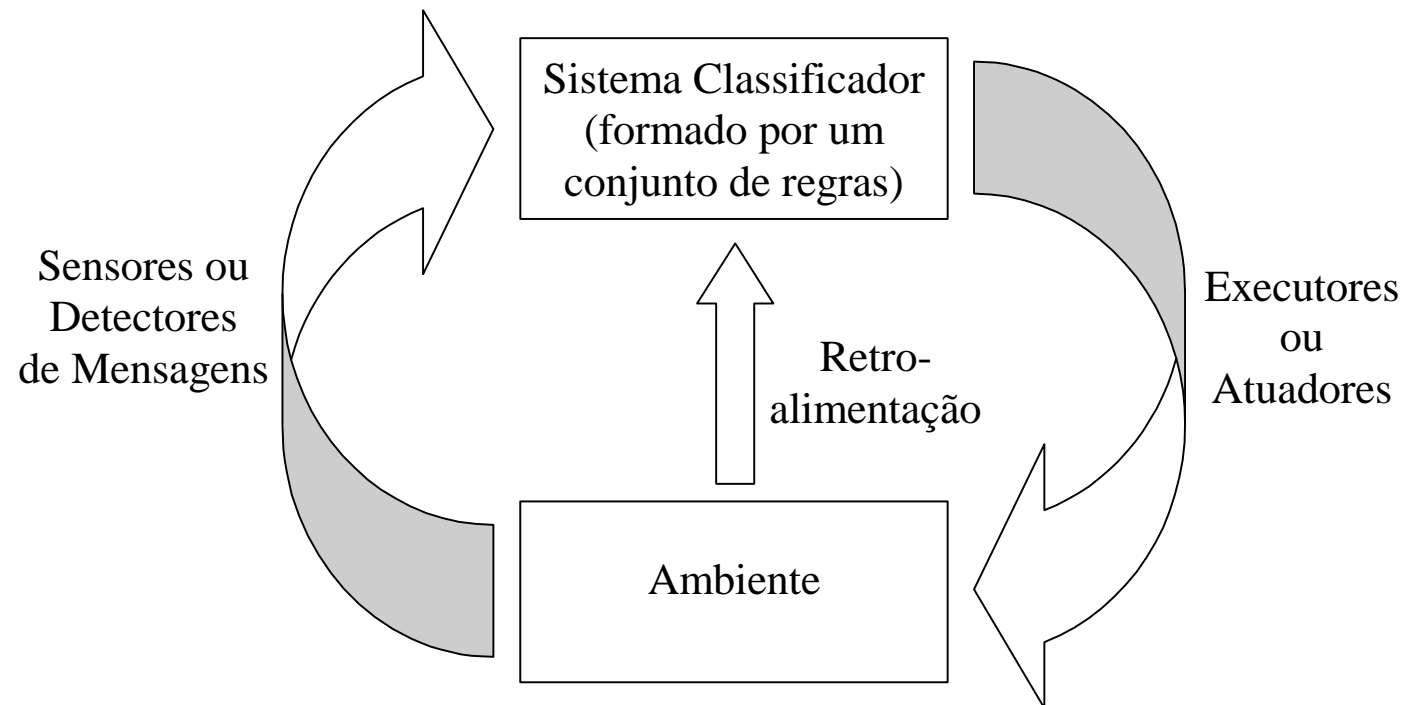 Sistema Classificador
(formado por um
conjunto de regras)
Sensores ou
Detectores
de Mensagens
Executores
ou
Atuadores
Retro-
alimentação
Ambiente